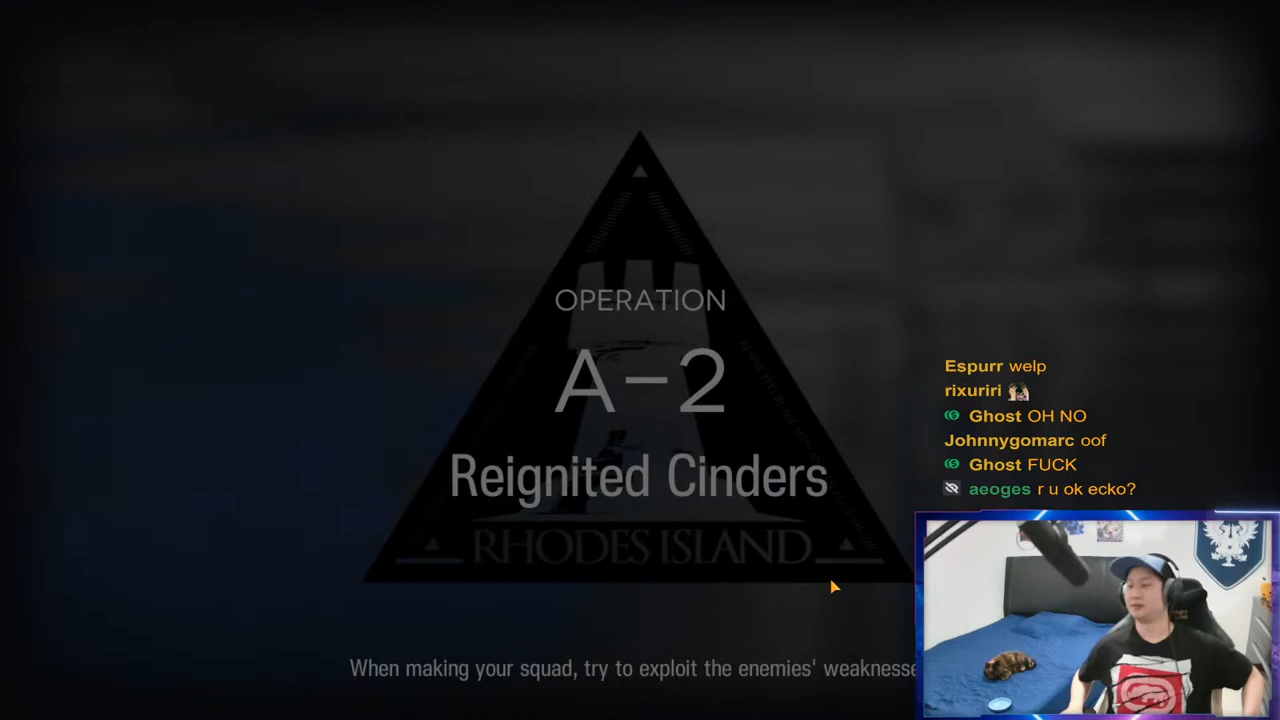 OPERATION
A-2
Reignited Cinders
RHODES ISLAND
When making your squad, try to exploit the enemies' weaknesse
Espurr welp
rixuriri
Ghost OH NO
Johnnygomarc oof
Ghost FUCK
aeoges r u ok ecko?